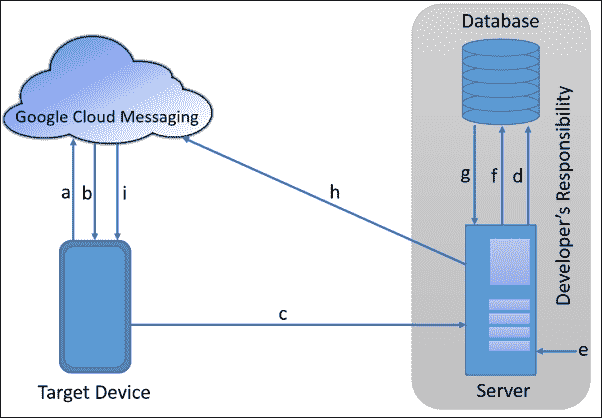 Database
Google Cloud Messaging
a
b
i
h
g
f
d
Developer's Responsibility
c
e
Target Device
Server